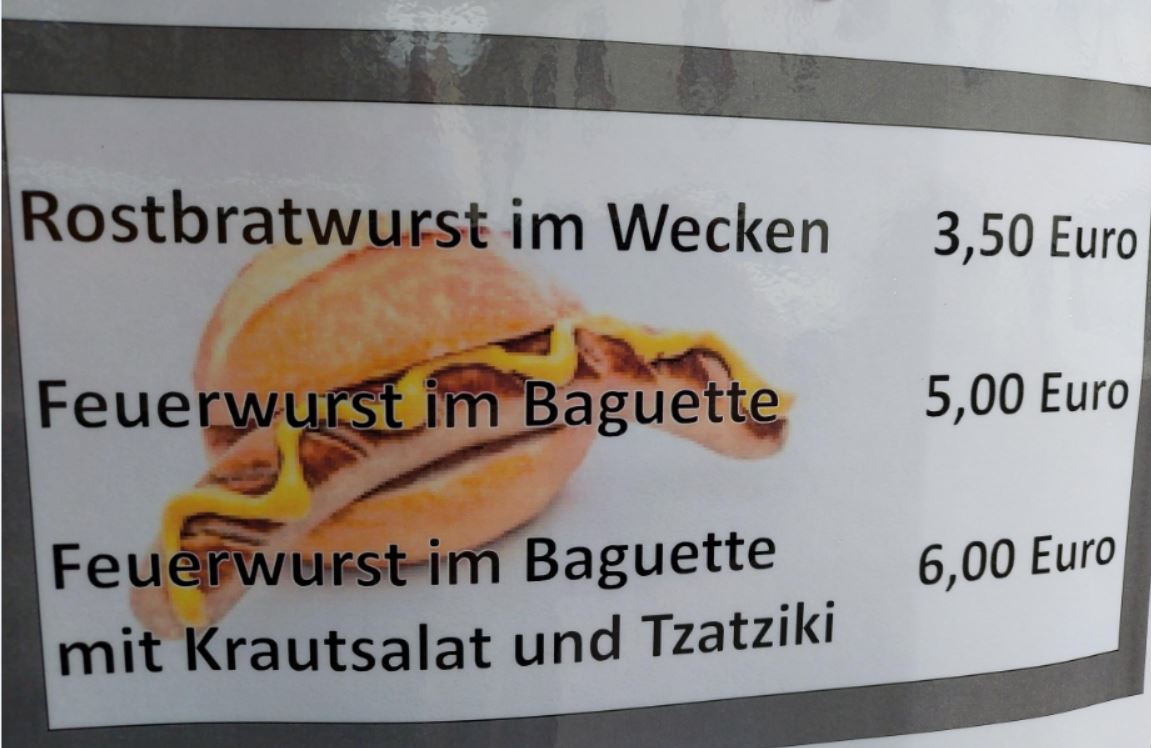 Rostbratwurst im Wecken 3,50 Euro
Feuerwurst im Baguette 5,00 Euro
Feuerwurst im Baguette 6,00 Euro
mit Krautsalat und Tzatziki